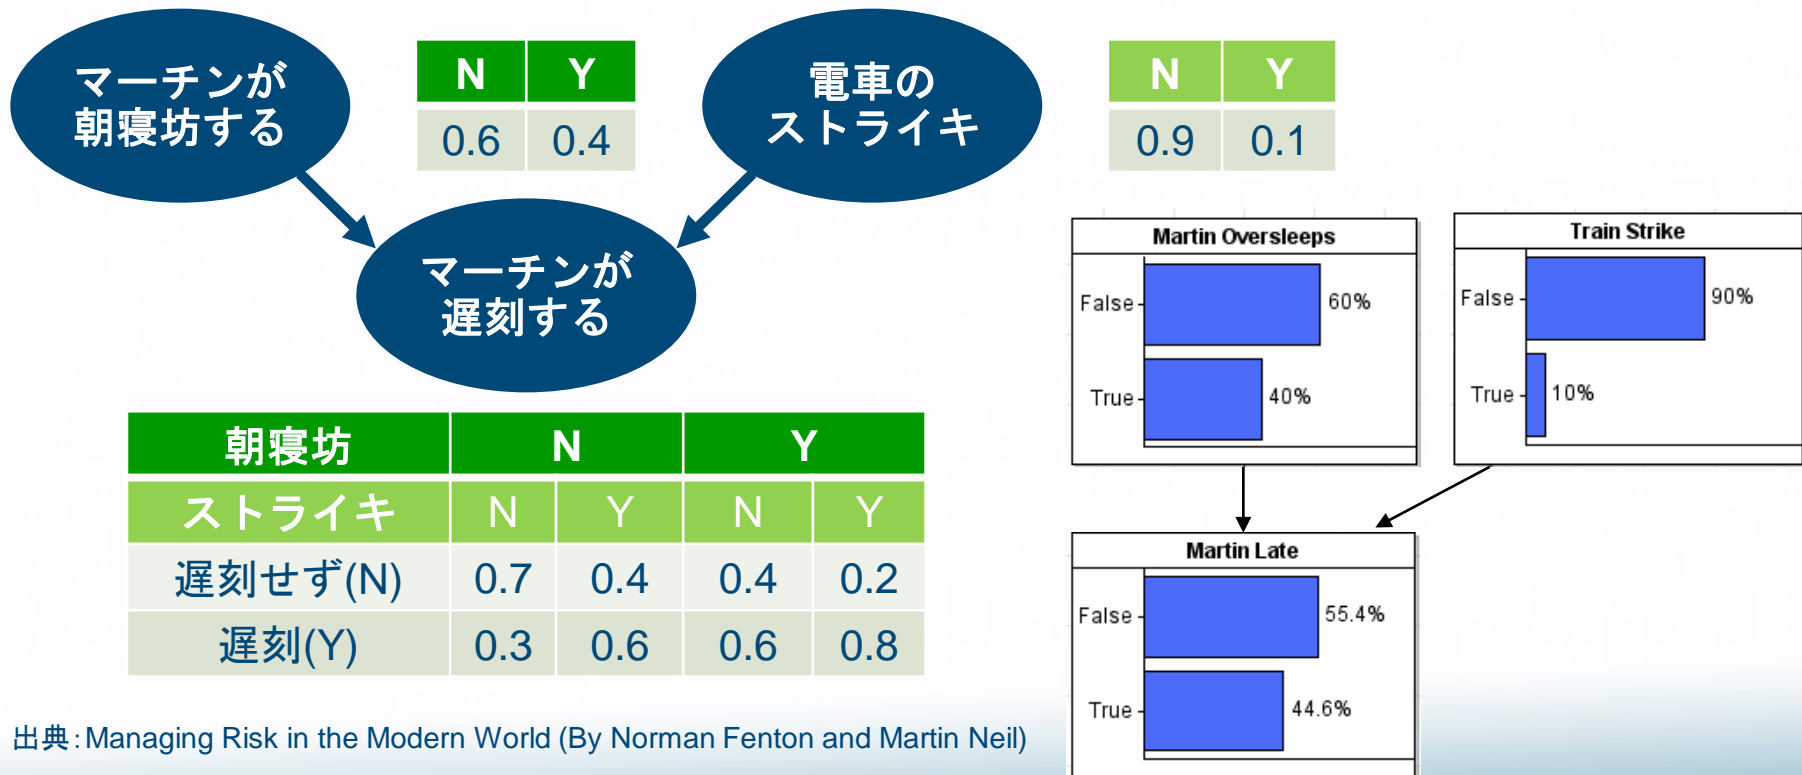 マーチンが
朝寝坊する
N Y
0.6 0.4
電車の
ストライキ
N Y
0.9 0.1
マーチンが
遅刻する
朝寝坊 N Y
ストライキ N Y N Y
遅刻せず(N) 0.7 0.4 0.4 0.2
遅刻(Y) 0.3 0.6 0.6 0.8
Martin Oversleeps
False 60%
True 40%
Train Strike
False 90%
True 10%
Martin Late
False 55.4%
True 44.6%
出典：Managing Risk in the Modern World (By Norman Fenton and Martin Neil)